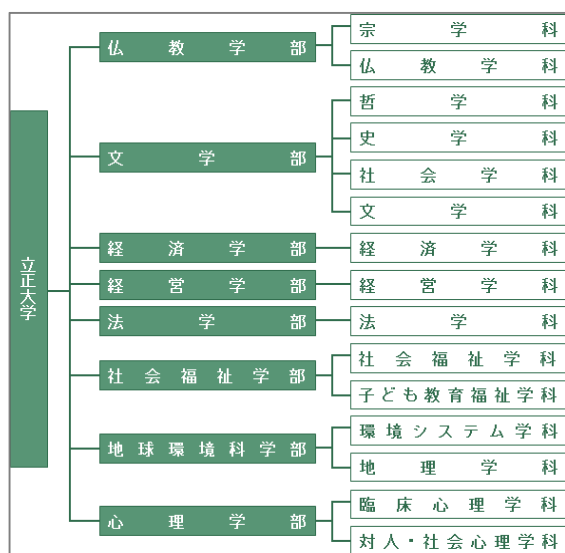 立正大学
仏教学部
宗学科
仏教学科
文学部
哲学科
史学科
社会学科
文学科
経済学部
経済学科
経営学部
経営学科
法学部
法学科
社会福祉学部
社会福祉学科
子ども教育福祉学科
地球環境科学部
環境システム学科
地理学科
心理学部
臨床心理学科
対人・社会心理学科